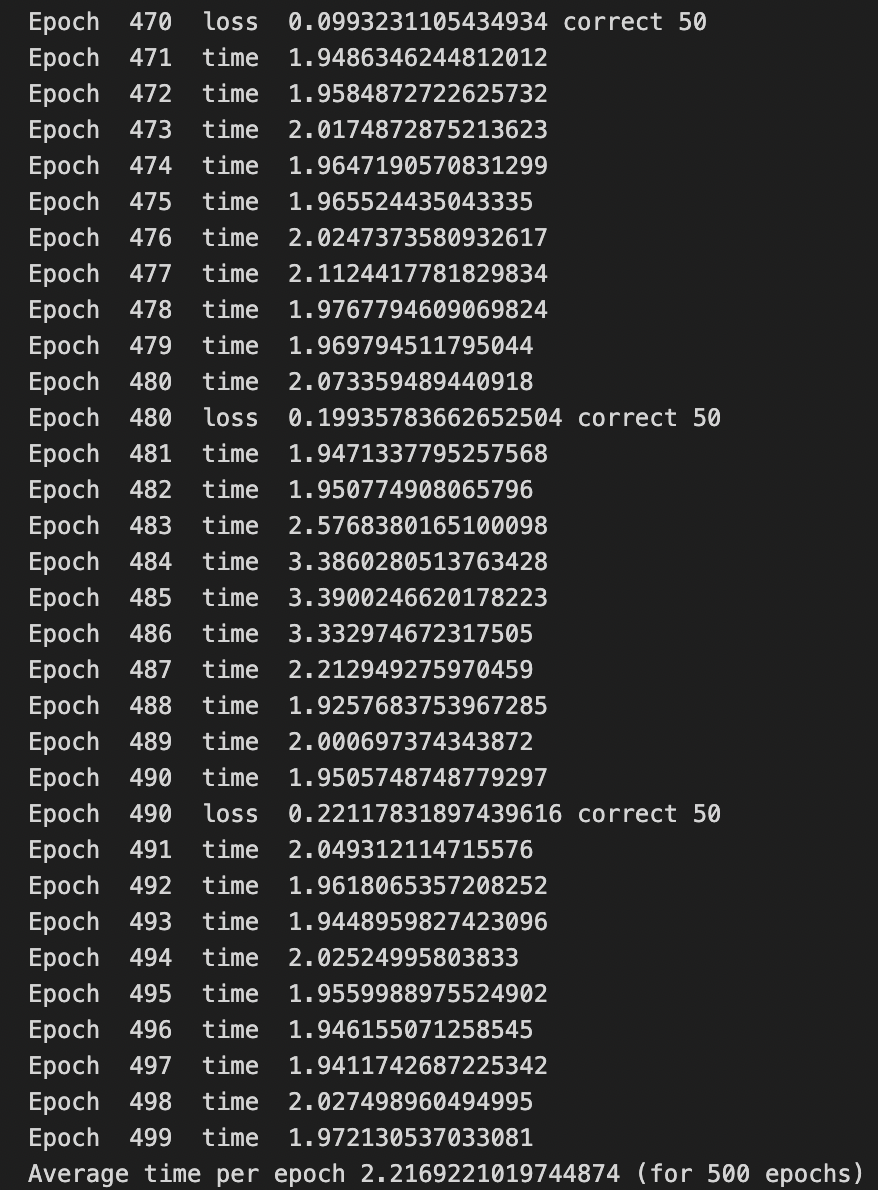 Epoch  470  loss  0.0993231105434934 correct 50
Epoch  471  time  1.9486346244812012
Epoch  472  time  1.9584872722625732
Epoch  473  time  2.0174872875213623
Epoch  474  time  1.9647190570831299
Epoch  475  time  1.965524435043335
Epoch  476  time  2.0247373580932617
Epoch  477  time  2.1124417781829834
Epoch  478  time  1.9767794609069824
Epoch  479  time  1.969794511795044
Epoch  480  time  2.073359489440918
Epoch  480  loss  0.19935783662652504 correct 50
Epoch  481  time  1.9471337795257568
Epoch  482  time  1.950774908065796
Epoch  483  time  2.5768380165100098
Epoch  484  time  3.3860280513763428
Epoch  485  time  3.3900246620178223
Epoch  486  time  3.332974672317505
Epoch  487  time  2.212949275970459
Epoch  488  time  1.9257683753967285
Epoch  489  time  2.000697374343872
Epoch  490  time  1.9505748748779297
Epoch  490  loss  0.22117831897439616 correct 50
Epoch  491  time  2.049312114715576
Epoch  492  time  1.9618065357208252
Epoch  493  time  1.9448959827423096
Epoch  494  time  2.02524995803833
Epoch  495  time  1.9559988975524902
Epoch  496  time  1.946155071258545
Epoch  497  time  1.9411742687225342
Epoch  498  time  2.027498960494995
Epoch  499  time  1.972130537033081
Average time per epoch 2.2169221019744874 (for 500 epochs)